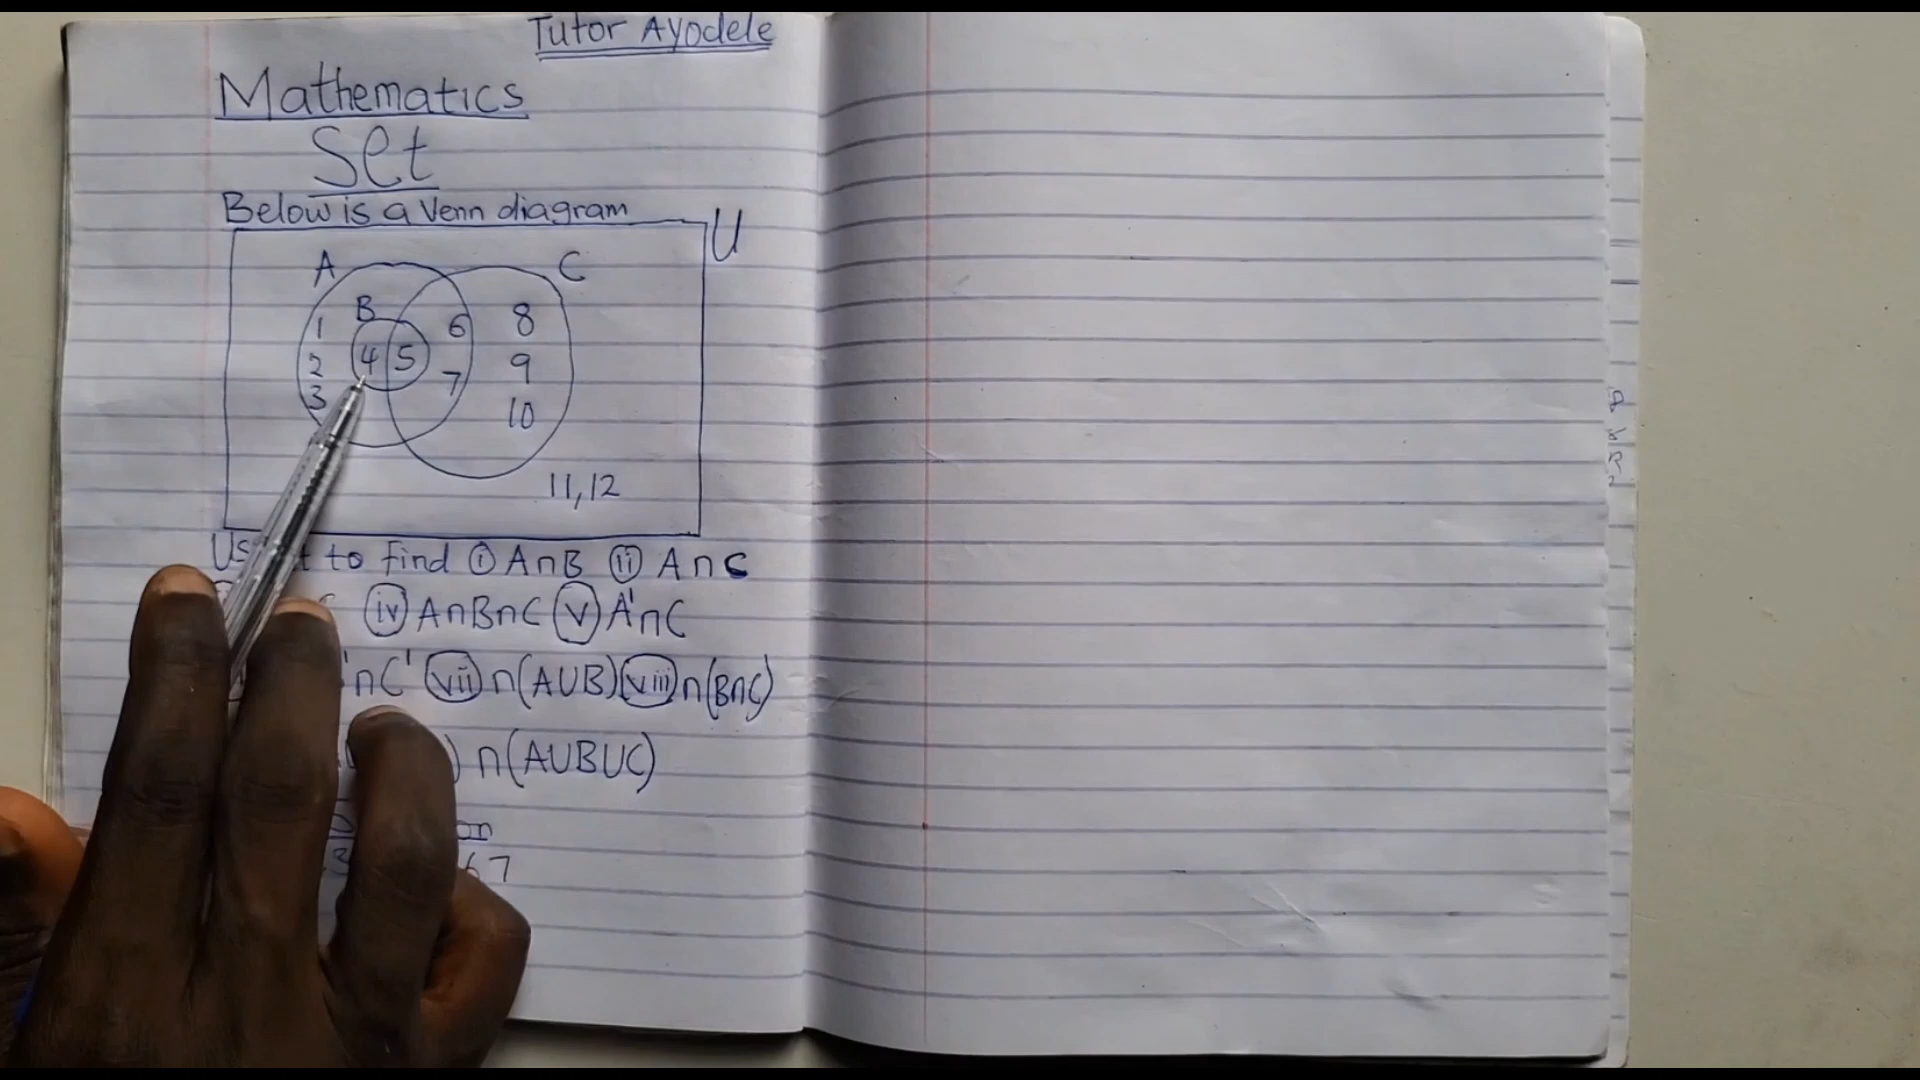 Tutor Ayodele
Mathematics
Set
Below is a Venn diagram
U
A C
B
1 6 8
2 4 5 9
3 7 10
11,12
to find (i) A∩B (ii) A∩C
(iv) A∩B∩C (v) A'∩C
'∩C' (vii) n(AUB) (viii) n(B∩C)
) n(AUBUC)
67